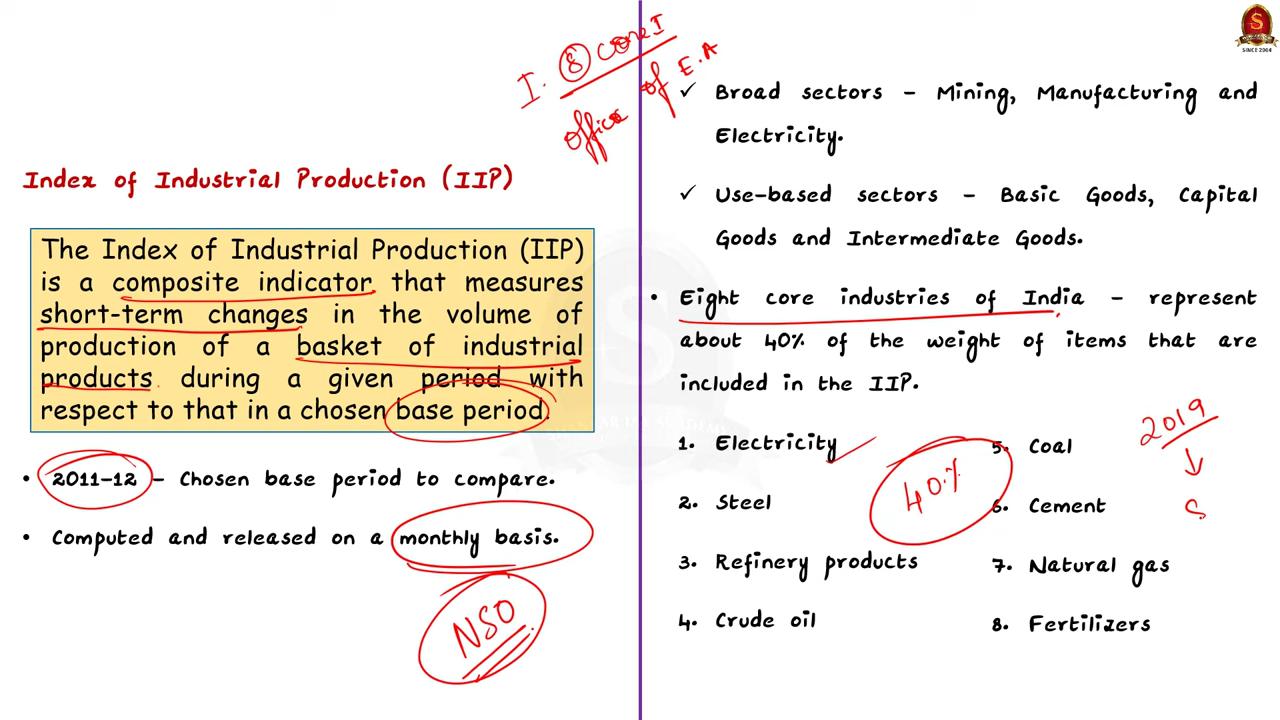 SINCE 2004
I. 8 core I
office of E.A
Index of Industrial Production (IIP)
The Index of Industrial Production (IIP)
is a composite indicator that measures
short-term changes in the volume of
production of a basket of industrial
products during a given period with
respect to that in a chosen base period.
• 2011-12 - Chosen base period to compare.
• Computed and released on a monthly basis.
NSO
✓ Broad sectors - Mining, Manufacturing and
Electricity.
✓ Use-based sectors - Basic Goods, Capital
Goods and Intermediate Goods.
• Eight core industries of India - represent
about 40% of the weight of items that are
included in the IIP.
1. Electricity
2. Steel
3. Refinery products
4. Crude oil
40%
5. Coal
6. Cement
7. Natural gas
8. Fertilizers
2019
S